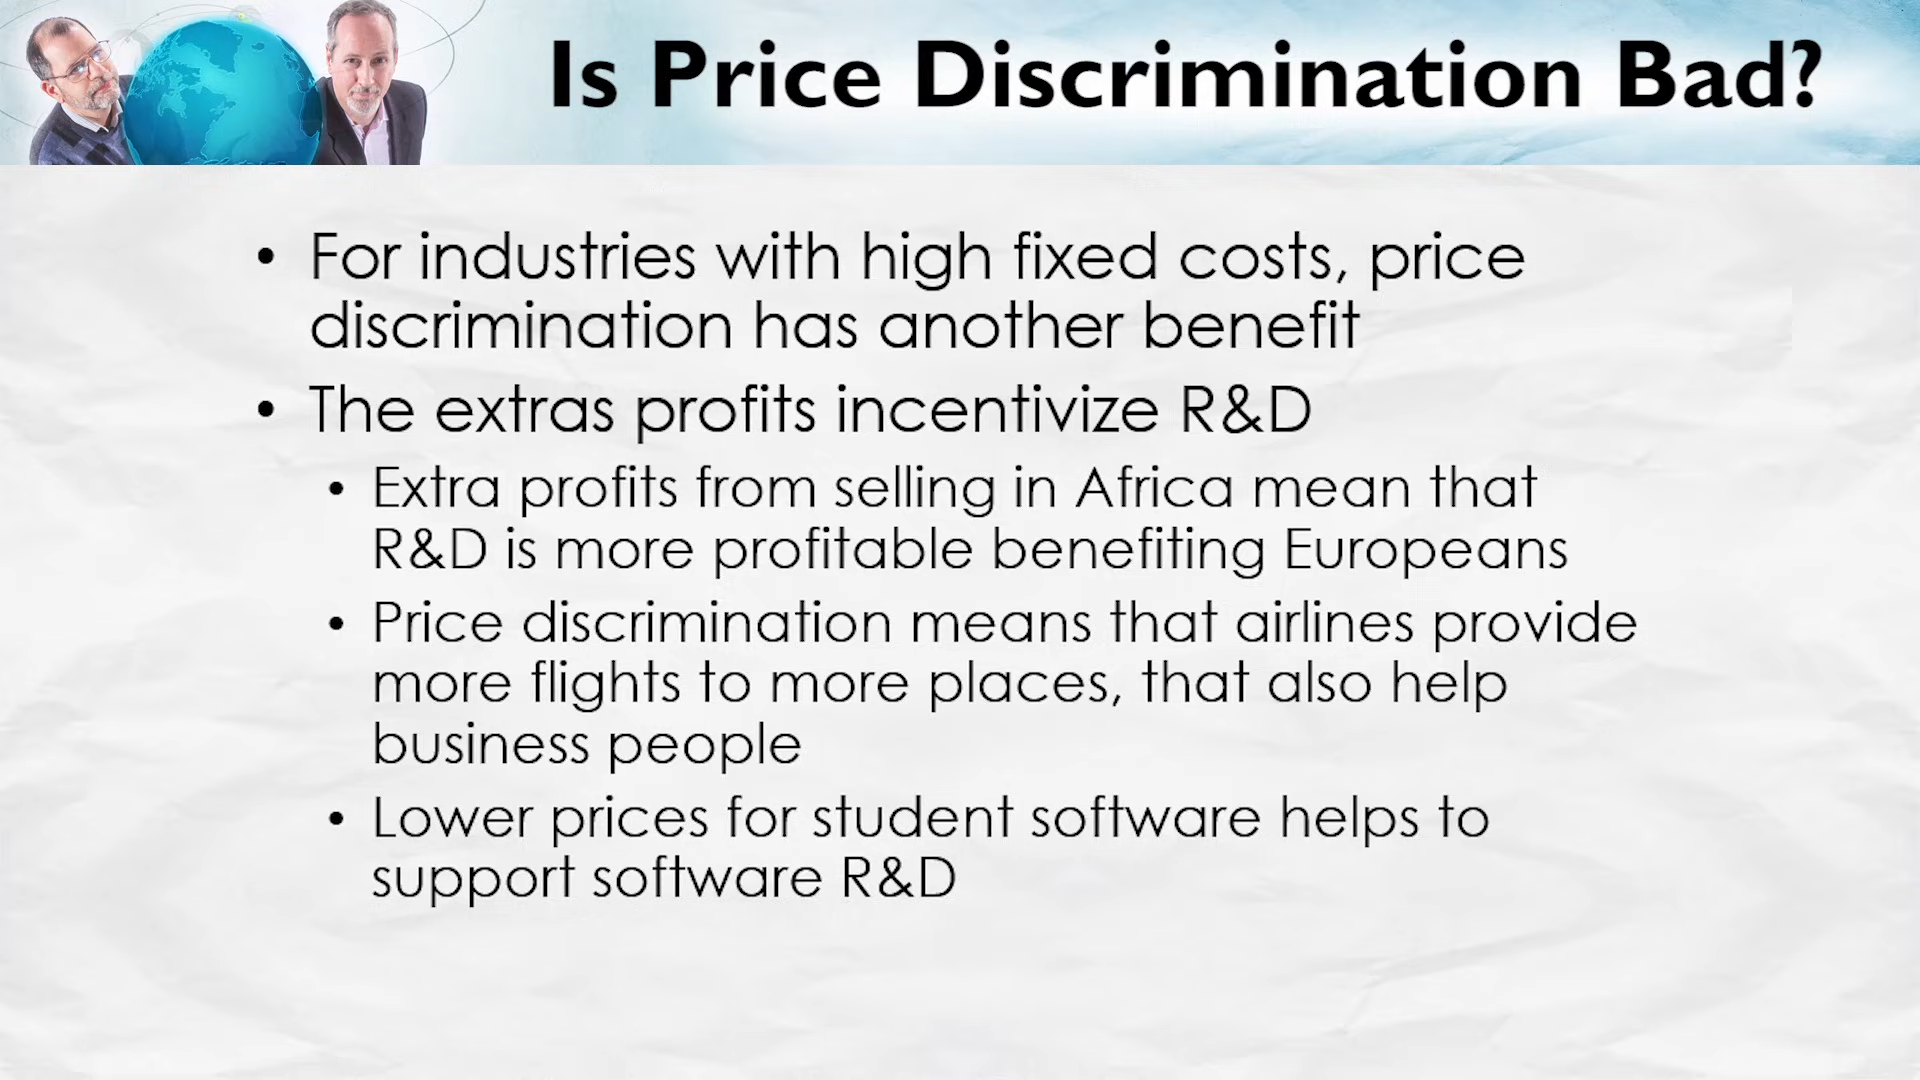 Is Price Discrimination Bad?
• For industries with high fixed costs, price
discrimination has another benefit
• The extras profits incentivize R&D
• Extra profits from selling in Africa mean that
R&D is more profitable benefiting Europeans
• Price discrimination means that airlines provide
more flights to more places, that also help
business people
• Lower prices for student software helps to
support software R&D